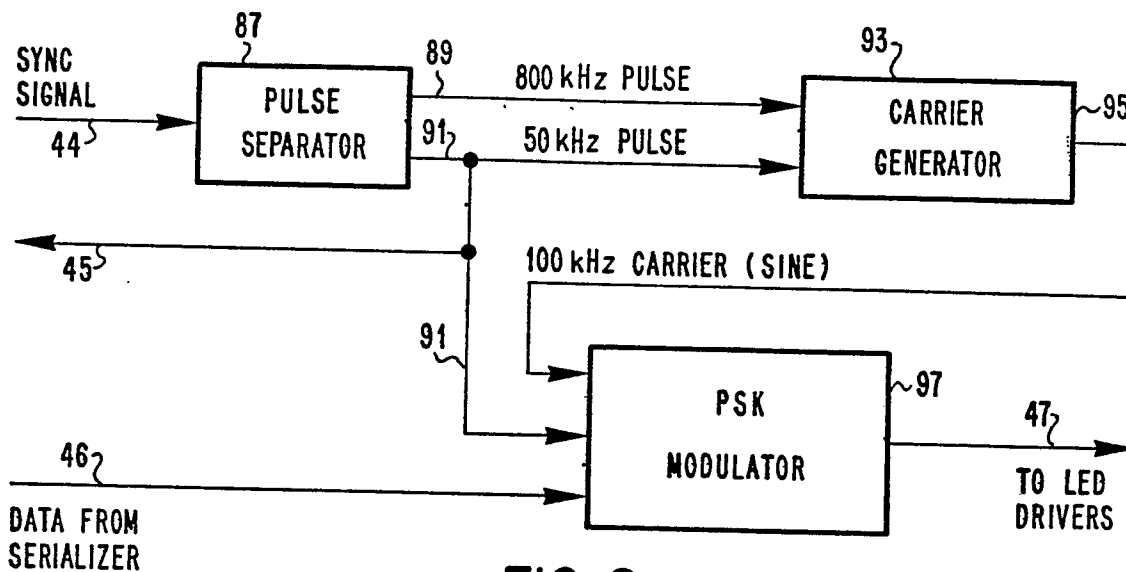 SYNC
SIGNAL
44
87
PULSE
SEPARATOR
89
800 kHz PULSE
91
50 kHz PULSE
93
CARRIER
GENERATOR
95
45
100 kHz CARRIER (SINE)
91
PSK
MODULATOR
97
46
DATA FROM
SERIALIZER
47
TO LED
DRIVERS